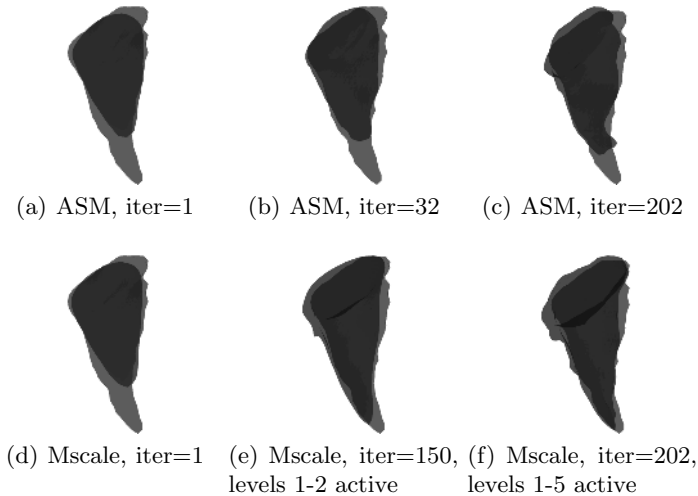 (a) ASM, iter=1
(b) ASM, iter=32
(c) ASM, iter=202
(d) Mscale, iter=1
(e) Mscale, iter=150,
levels 1-2 active
(f) Mscale, iter=202,
levels 1-5 active